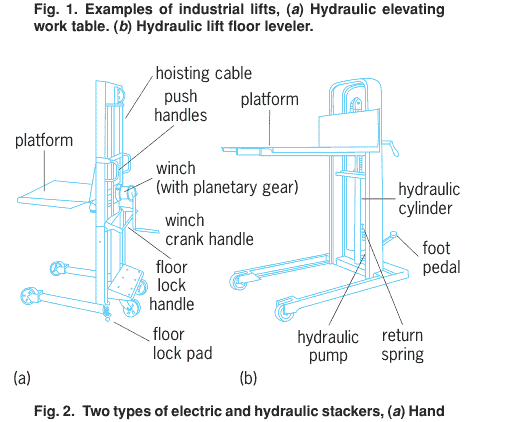 Fig. 1. Examples of industrial lifts, (a) Hydraulic elevating
work table. (b) Hydraulic lift floor leveler.
hoisting cable
push
handles
platform
platform
winch
(with planetary gear)
hydraulic
cylinder
winch
crank handle
foot
pedal
floor
lock
handle
floor
lock pad
hydraulic
pump
return
spring
(a)
(b)
Fig. 2. Two types of electric and hydraulic stackers, (a) Hand